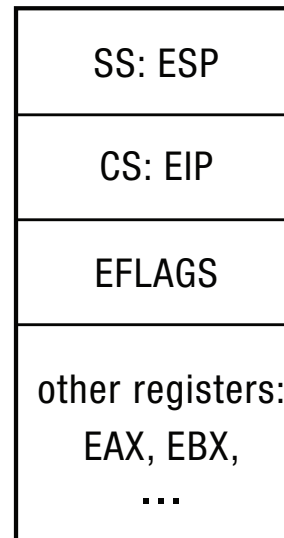 SS: ESP
CS: EIP
EFLAGS
other registers:
EAX, EBX,
...